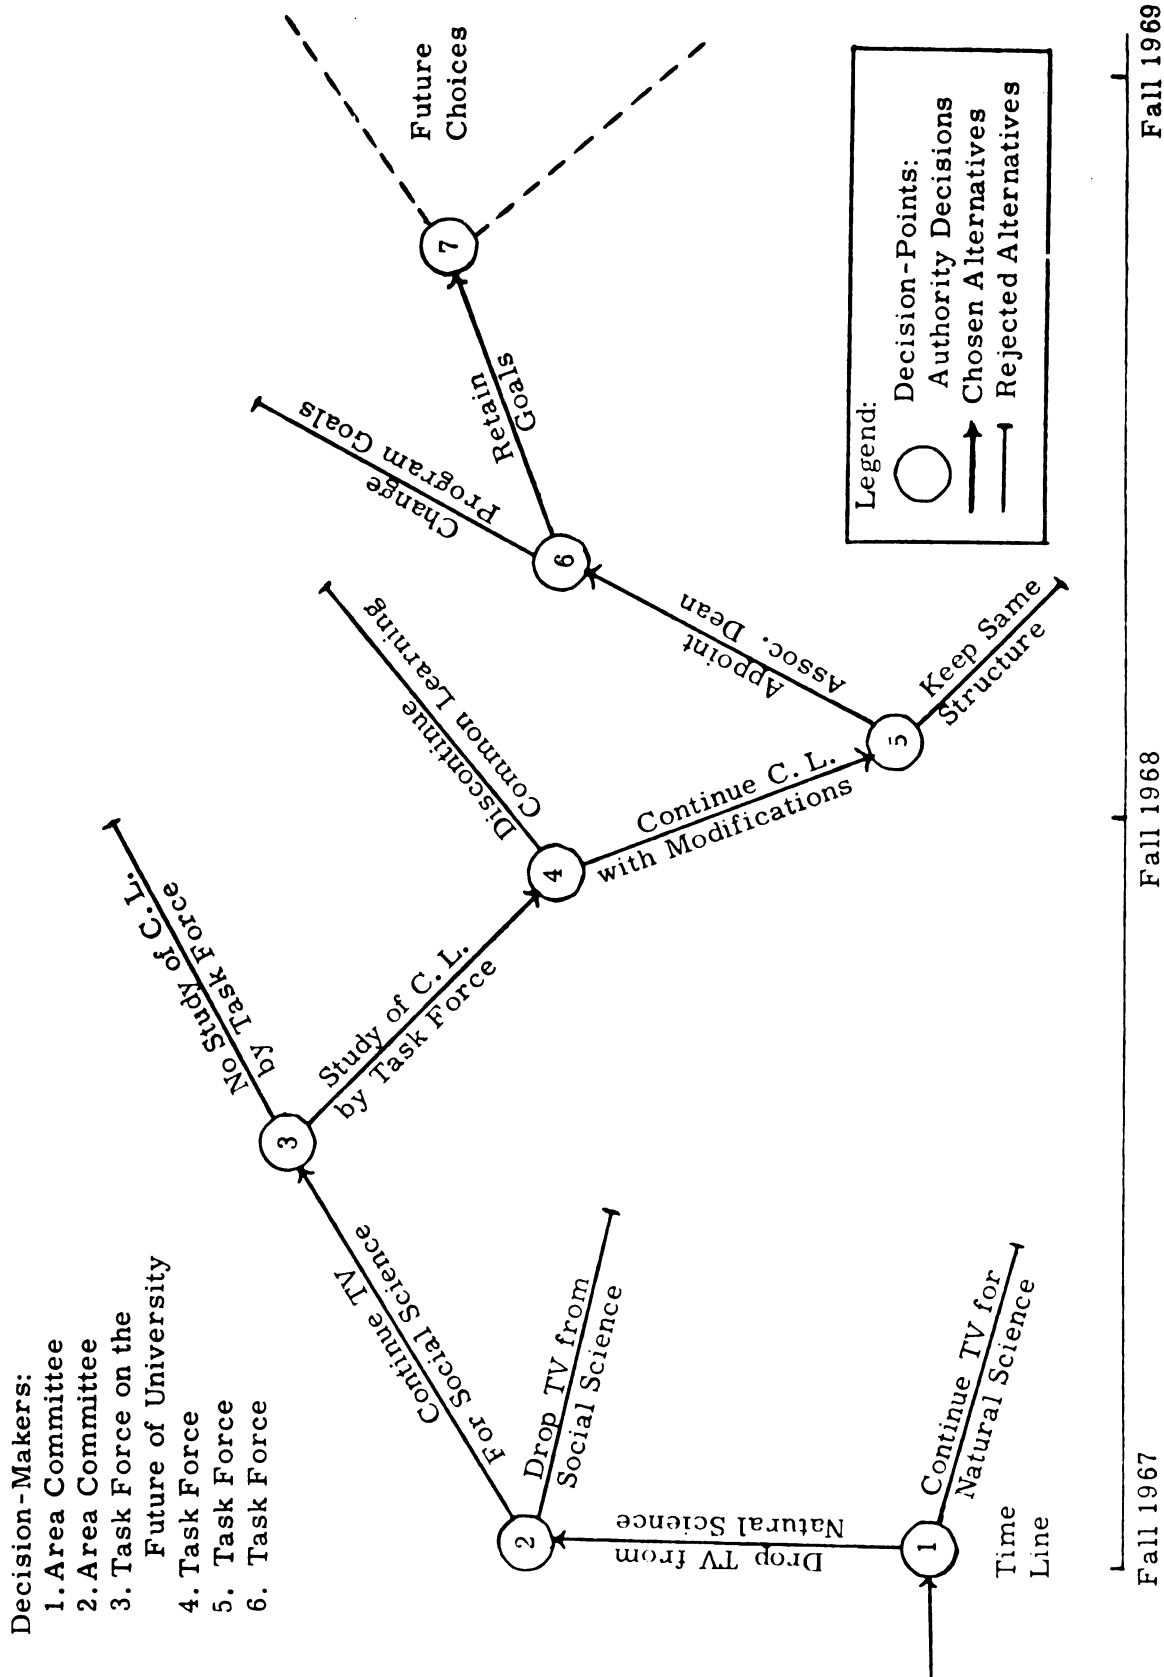 Decision-Makers:
1. Area Committee
2. Area Committee
3. Task Force on the
Future of University
4. Task Force
5. Task Force
6. Task Force
No Study of C. L.
by Task Force
3
Continue TV
For Social Science
Study of C. L.
by Task Force
2
Drop TV from
Social Science
Drop TV from
Natural Science
1
Continue TV for
Natural Science
4
Discontinue
Common Learning
Continue C. L.
with Modifications
5
Appoint
Assoc. Dean
Keep Same
Structure
6
Change
Program Goals
Retain
Goals
7
Future
Choices
Legend:
Decision-Points:
Authority Decisions
Chosen Alternatives
Rejected Alternatives
Time
Line
Fall 1967
Fall 1968
Fall 1969